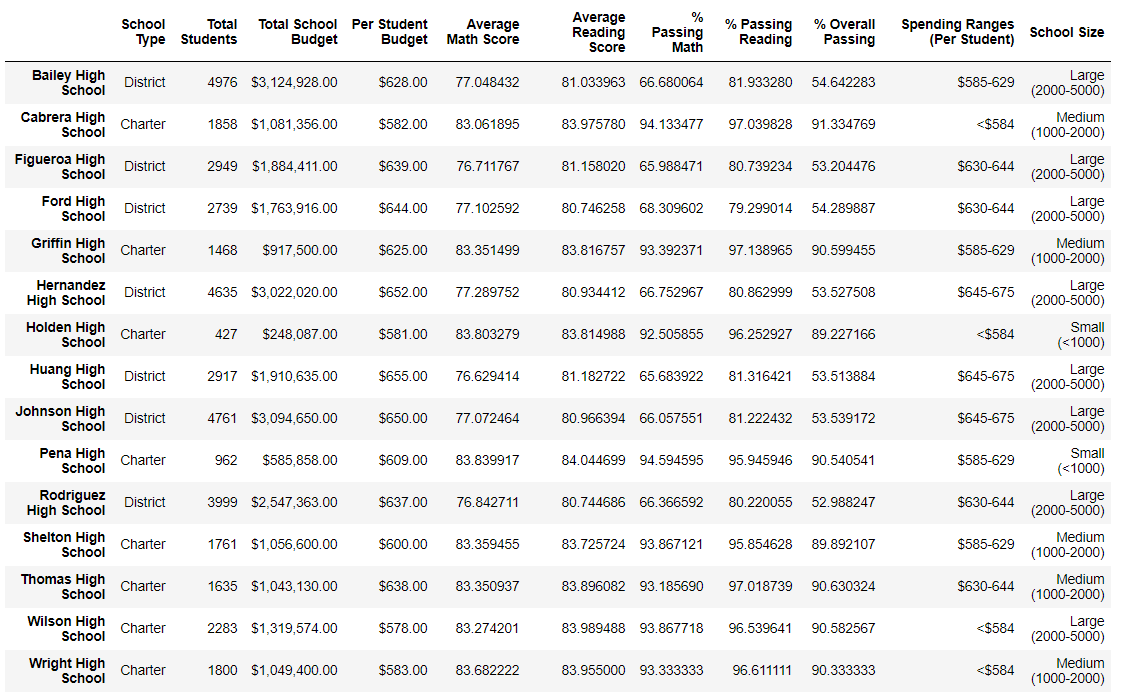 School Type Total Students Total School Budget Per Student Budget Average Math Score Average Reading Score % Passing Math % Passing Reading % Overall Passing Spending Ranges (Per Student) School Size
Bailey High School District 4976 $3,124,928.00 $628.00 77.048432 81.033963 66.680064 81.933280 54.642283 $585-629 Large (2000-5000)
Cabrera High School Charter 1858 $1,081,356.00 $582.00 83.061895 83.975780 94.133477 97.039828 91.334769 <$584 Medium (1000-2000)
Figueroa High School District 2949 $1,884,411.00 $639.00 76.711767 81.158020 65.988471 80.739234 53.204476 $630-644 Large (2000-5000)
Ford High School District 2739 $1,763,916.00 $644.00 77.102592 80.746258 68.309602 79.299014 54.289887 $630-644 Large (2000-5000)
Griffin High School Charter 1468 $917,500.00 $625.00 83.351499 83.816757 93.392371 97.138965 90.599455 $585-629 Medium (1000-2000)
Hernandez High School District 4635 $3,022,020.00 $652.00 77.289752 80.934412 66.752967 80.862999 53.527508 $645-675 Large (2000-5000)
Holden High School Charter 427 $248,087.00 $581.00 83.803279 83.814988 92.505855 96.252927 89.227166 <$584 Small (<1000)
Huang High School District 2917 $1,910,635.00 $655.00 76.629414 81.182722 65.683922 81.316421 53.513884 $645-675 Large (2000-5000)
Johnson High School District 4761 $3,094,650.00 $650.00 77.072464 80.966394 66.057551 81.222432 53.539172 $645-675 Large (2000-5000)
Pena High School Charter 962 $585,858.00 $609.00 83.839917 84.044699 94.594595 95.945946 90.540541 $585-629 Small (<1000)
Rodriguez High School District 3999 $2,547,363.00 $637.00 76.842711 80.744686 66.366592 80.220055 52.988247 $630-644 Large (2000-5000)
Shelton High School Charter 1761 $1,056,600.00 $600.00 83.359455 83.725724 93.867121 95.854628 89.892107 $585-629 Medium (1000-2000)
Thomas High School Charter 1635 $1,043,130.00 $638.00 83.350937 83.896082 93.185690 97.018739 90.630324 $630-644 Medium (1000-2000)
Wilson High School Charter 2283 $1,319,574.00 $578.00 83.274201 83.989488 93.867718 96.539641 90.582567 <$584 Large (2000-5000)
Wright High School Charter 1800 $1,049,400.00 $583.00 83.682222 83.955000 93.333333 96.611111 90.333333 <$584 Medium (1000-2000)